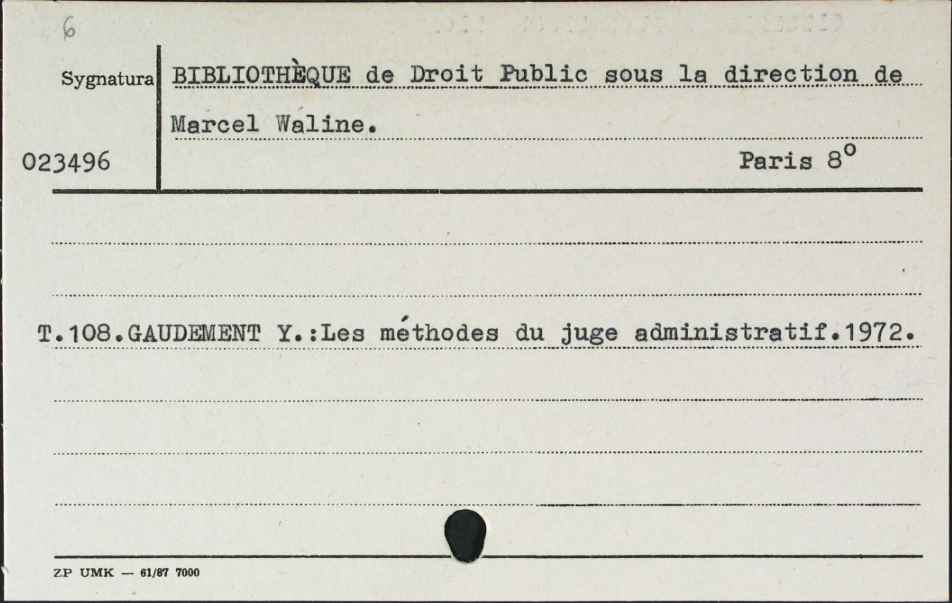 6
Sygnatura BIBLIOTHÈQUE de Droit Public sous la direction de
Marcel Waline.
023496 Paris 8º
T.108.GAUDEMENT Y.:Les méthodes du juge administratif.1972.
ZP UMK — 61/87 7000